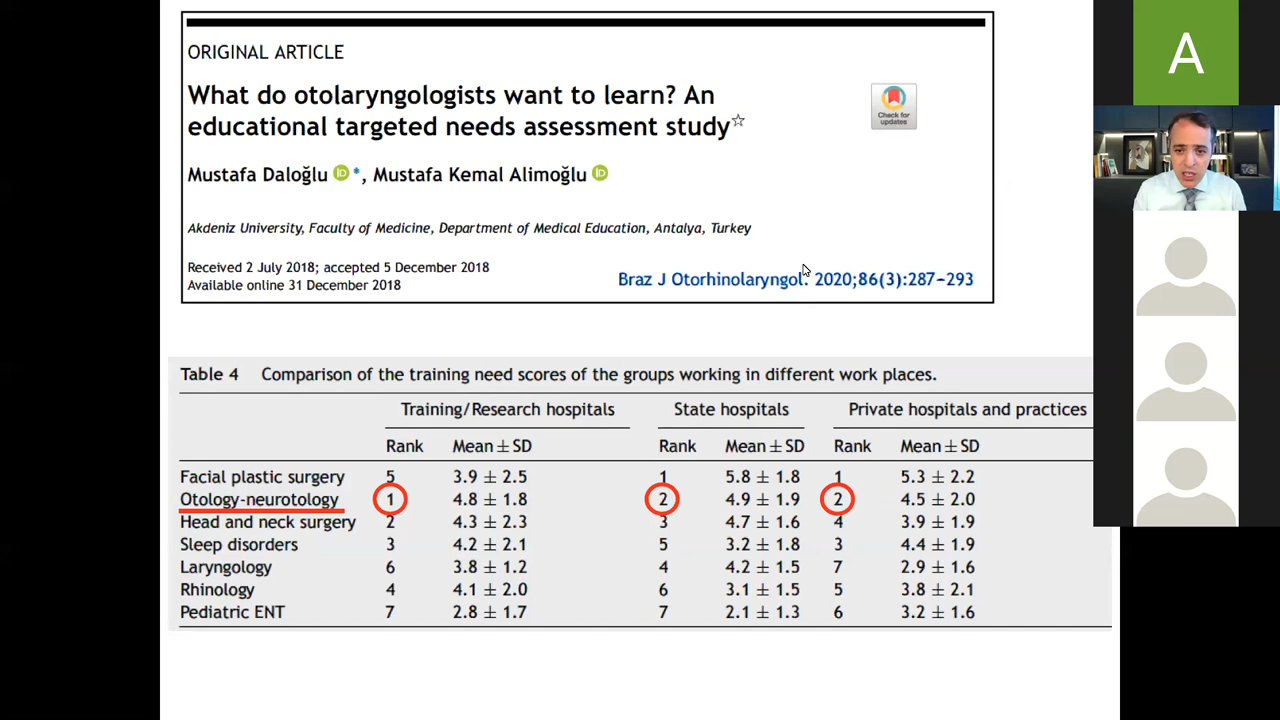 ORIGINAL ARTICLE
What do otolaryngologists want to learn? An
educational targeted needs assessment study☆
Check for
updates
Mustafa Daloğlu iD *, Mustafa Kemal Alimoğlu iD
Akdeniz University, Faculty of Medicine, Department of Medical Education, Antalya, Turkey
Received 2 July 2018; accepted 5 December 2018
Available online 31 December 2018
Braz J Otorhinolaryngol. 2020;86(3):287-293
Table 4 Comparison of the training need scores of the groups working in different work places.
Training/Research hospitals State hospitals Private hospitals and practices
Rank Mean ± SD Rank Mean ± SD Rank Mean ± SD
Facial plastic surgery 5 3.9 ± 2.5 1 5.8 ± 1.8 1 5.3 ± 2.2
Otology-neurotology 1 4.8 ± 1.8 2 4.9 ± 1.9 2 4.5 ± 2.0
Head and neck surgery 2 4.3 ± 2.3 3 4.7 ± 1.6 4 3.9 ± 1.9
Sleep disorders 3 4.2 ± 2.1 5 3.2 ± 1.8 3 4.4 ± 1.9
Laryngology 6 3.8 ± 1.2 4 4.2 ± 1.5 7 2.9 ± 1.6
Rhinology 4 4.1 ± 2.0 6 3.1 ± 1.5 5 3.8 ± 2.1
Pediatric ENT 7 2.8 ± 1.7 7 2.1 ± 1.3 6 3.2 ± 1.6
A